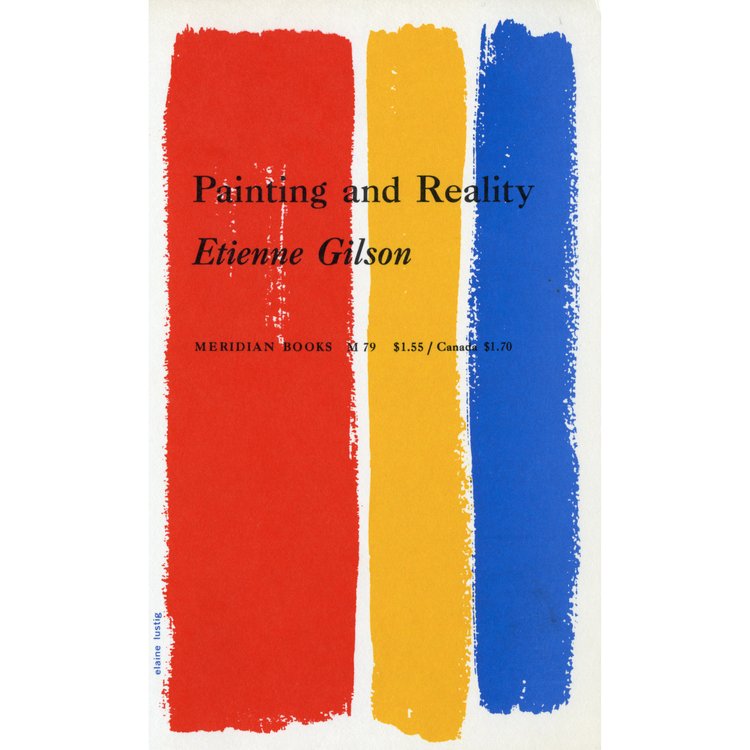 Painting and Reality
Etienne Gilson
MERIDIAN BOOKS M 79 $1.55 / Canada $1.70
elaine lustig